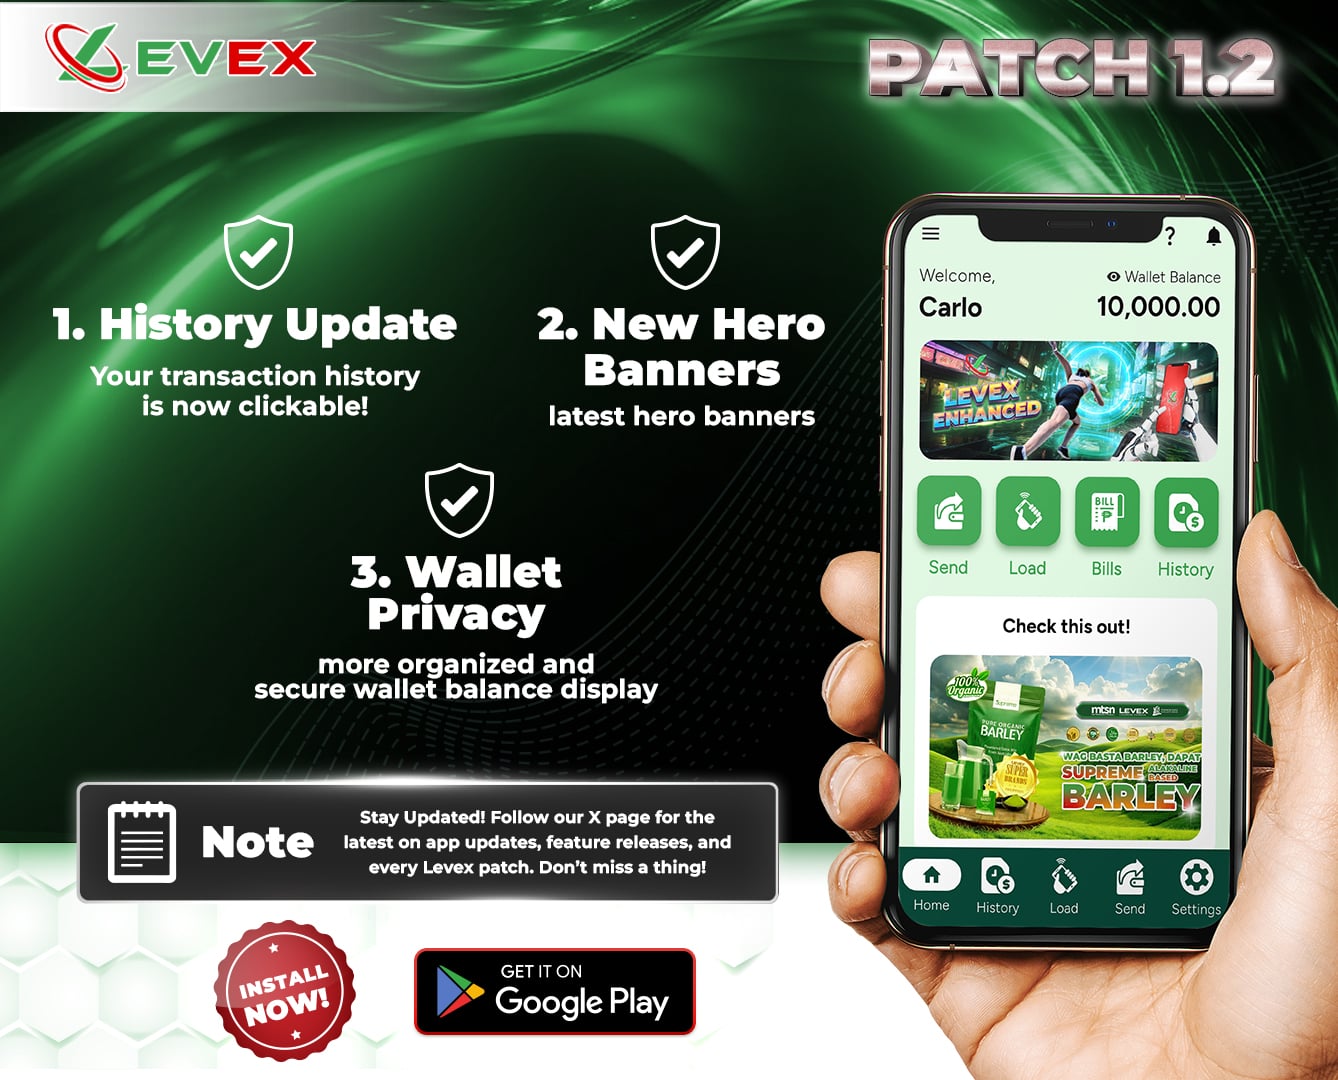 LEVEX
PATCH 1.2
1. History Update
Your transaction history
is now clickable!
2. New Hero
Banners
latest hero banners
3. Wallet
Privacy
more organized and
secure wallet balance display
Note
Stay Updated! Follow our X page for the
latest on app updates, feature releases, and
every Levex patch. Don't miss a thing!
INSTALL
NOW!
GET IT ON
Google Play
?
Welcome,
Wallet Balance
Carlo
10,000.00
LEVEX
ENHANCED
BILL
₱
$
Send
Load
Bills
History
Check this out!
100%
Organic
Supreme
PURE ORGANIC
BARLEY
SUPER
BRANDS
mtsn LEVEX
WAG BASTA BARLEY, DAPAT
SUPREME ALAKALINE
BASED
BARLEY
$
Home
History
Load
Send
Settings